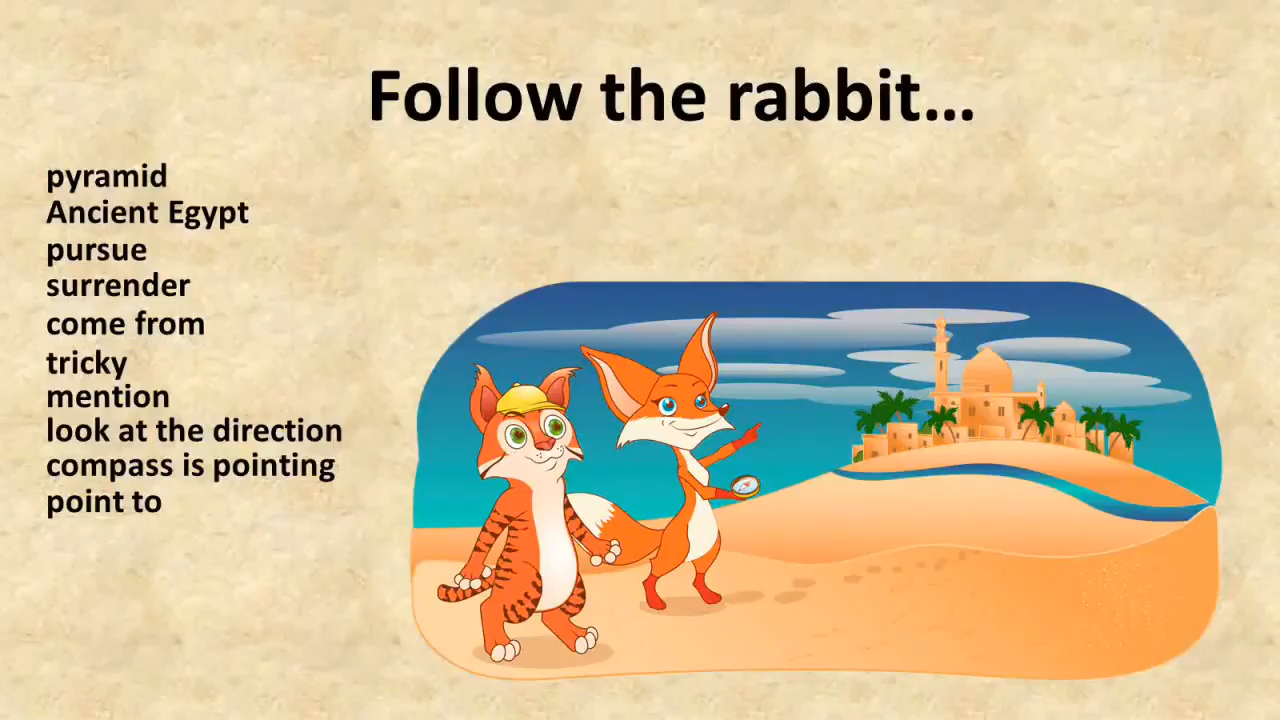 Follow the rabbit...
pyramid
Ancient Egypt
pursue
surrender
come from
tricky
mention
look at the direction
compass is pointing
point to